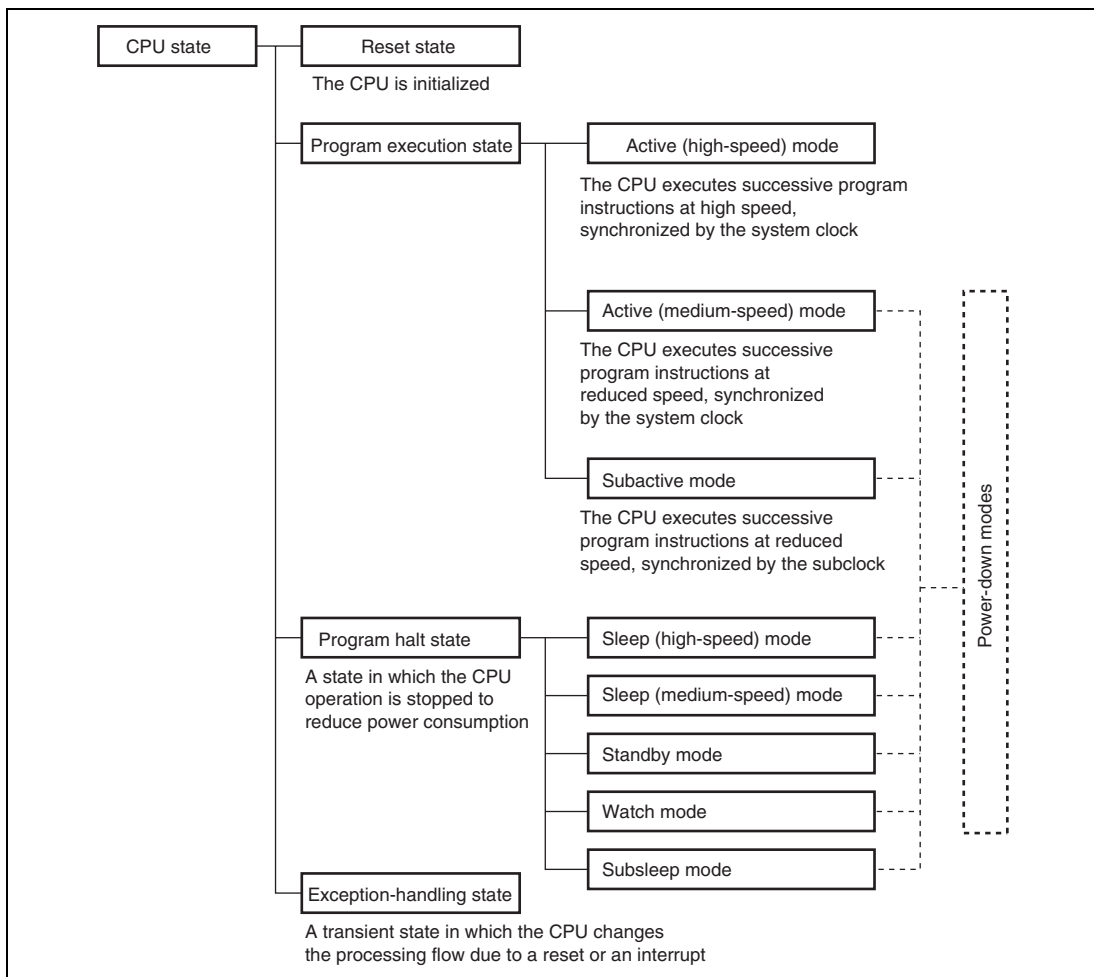 CPU state
Reset state
The CPU is initialized
Program execution state
Active (high-speed) mode
The CPU executes successive program
instructions at high speed,
synchronized by the system clock
Active (medium-speed) mode
The CPU executes successive
program instructions at
reduced speed, synchronized
by the system clock
Subactive mode
The CPU executes successive
program instructions at reduced
speed, synchronized by the subclock
Power-down modes
Program halt state
A state in which the CPU
operation is stopped to
reduce power consumption
Sleep (high-speed) mode
Sleep (medium-speed) mode
Standby mode
Watch mode
Subsleep mode
Exception-handling state
A transient state in which the CPU changes
the processing flow due to a reset or an interrupt